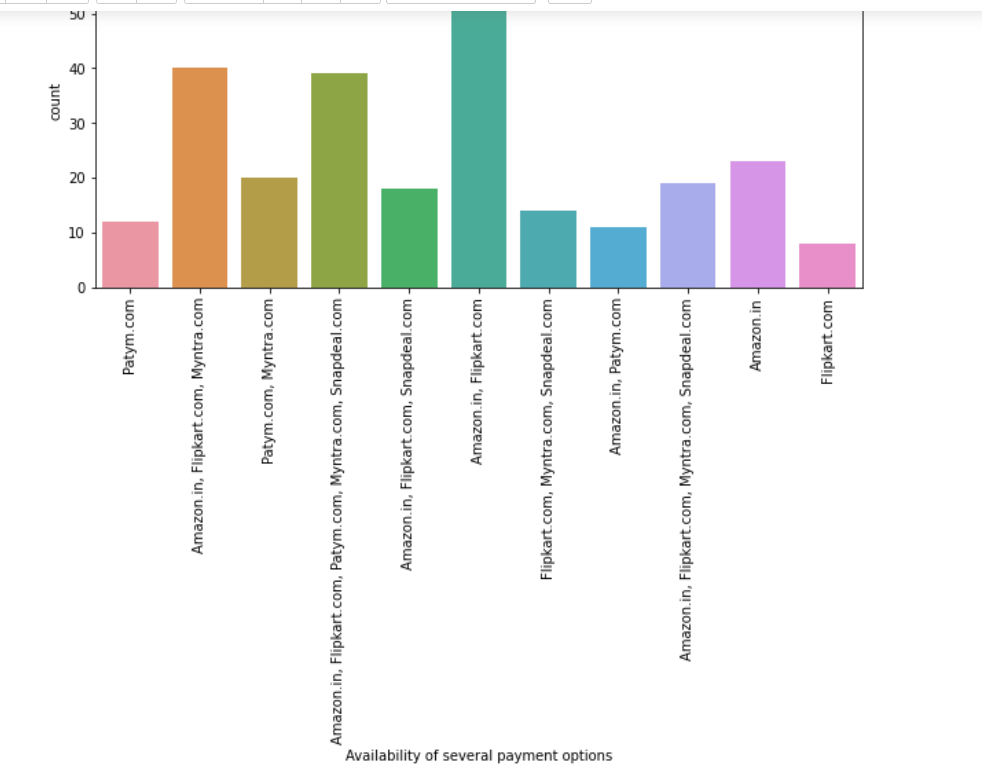 50
40
30
20
10
0
count
Patym.com
Amazon.in, Flipkart.com, Myntra.com
Patym.com, Myntra.com
Amazon.in, Flipkart.com, Patym.com, Myntra.com, Snapdeal.com
Amazon.in, Flipkart.com, Snapdeal.com
Amazon.in, Flipkart.com
Flipkart.com, Myntra.com, Snapdeal.com
Amazon.in, Patym.com
Amazon.in, Flipkart.com, Myntra.com, Snapdeal.com
Amazon.in
Flipkart.com
Availability of several payment options